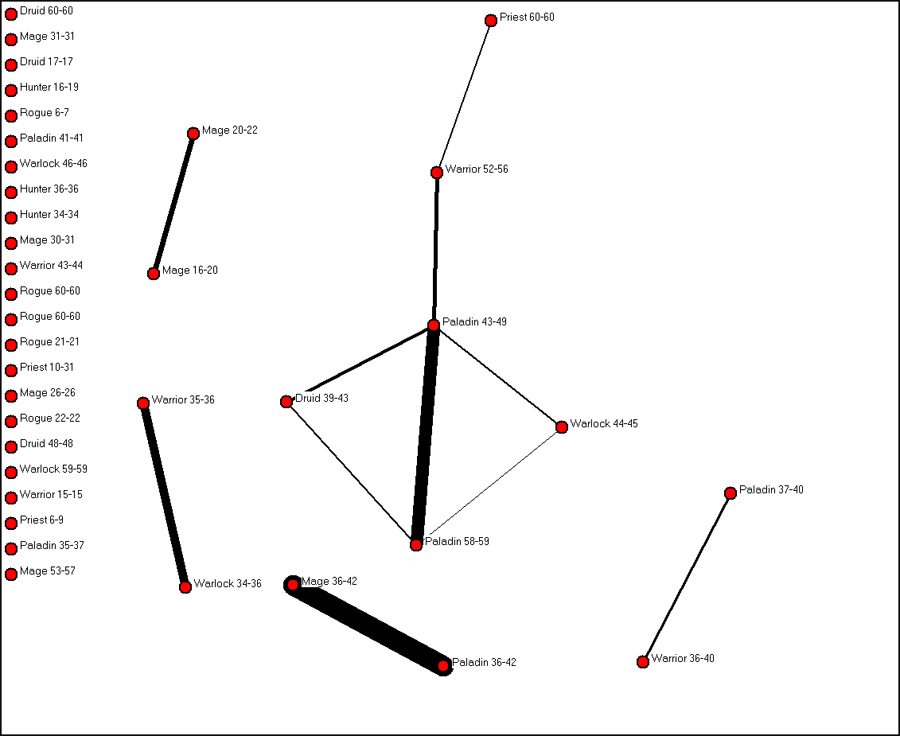 Druid 60-60
Mage 31-31
Druid 17-17
Hunter 16-19
Rogue 6-7
Paladin 41-41
Warlock 46-46
Hunter 36-36
Hunter 34-34
Mage 30-31
Warrior 43-44
Rogue 60-60
Rogue 60-60
Rogue 21-21
Priest 10-31
Mage 26-26
Rogue 22-22
Druid 48-48
Warlock 59-59
Warrior 15-15
Priest 6-9
Paladin 35-37
Mage 53-57
Priest 60-60
Mage 20-22
Warrior 52-56
Mage 16-20
Paladin 43-49
Druid 39-43
Warrior 35-36
Warlock 44-45
Paladin 37-40
Paladin 58-59
Warlock 34-36
Mage 36-42
Paladin 36-42
Warrior 36-40